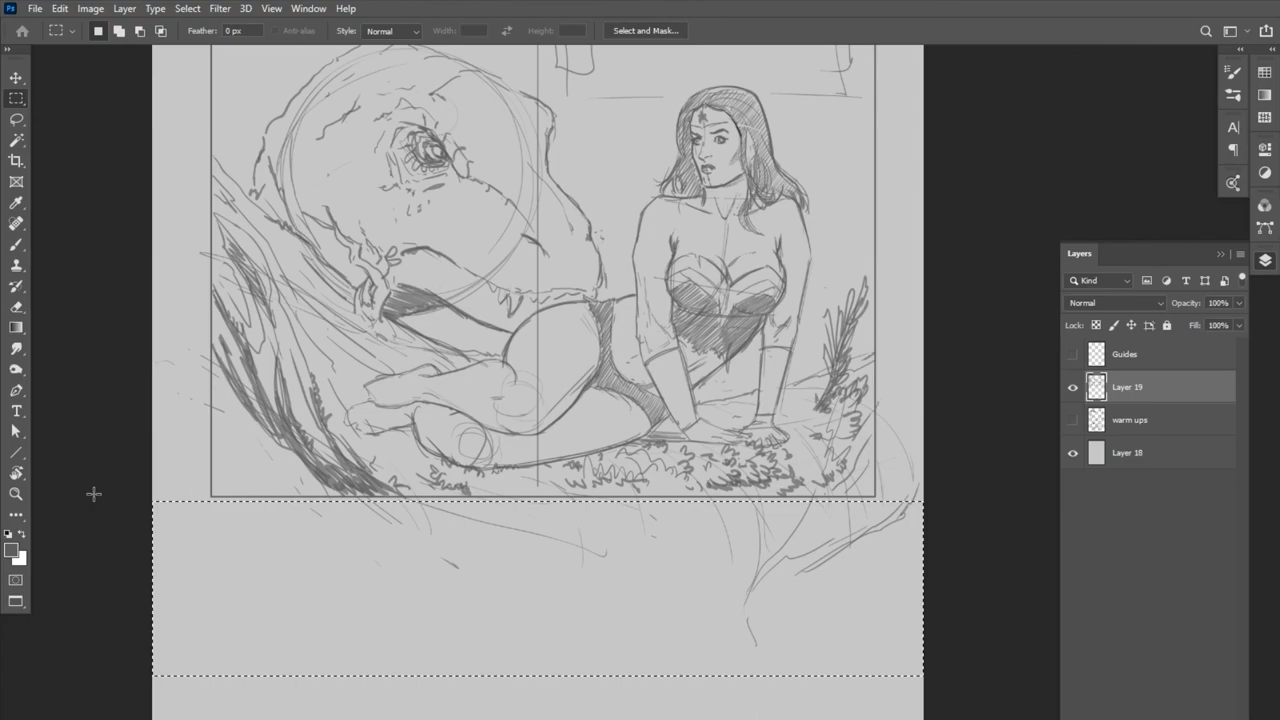 Ps File Edit Image Layer Type Select Filter 3D View Window Help
Feather: 0 px Anti-alias Style: Normal Width: Height: Select and Mask...
Layers
Kind
Normal Opacity: 100%
Lock: Fill: 100%
Guides
Layer 19
warm ups
Layer 18